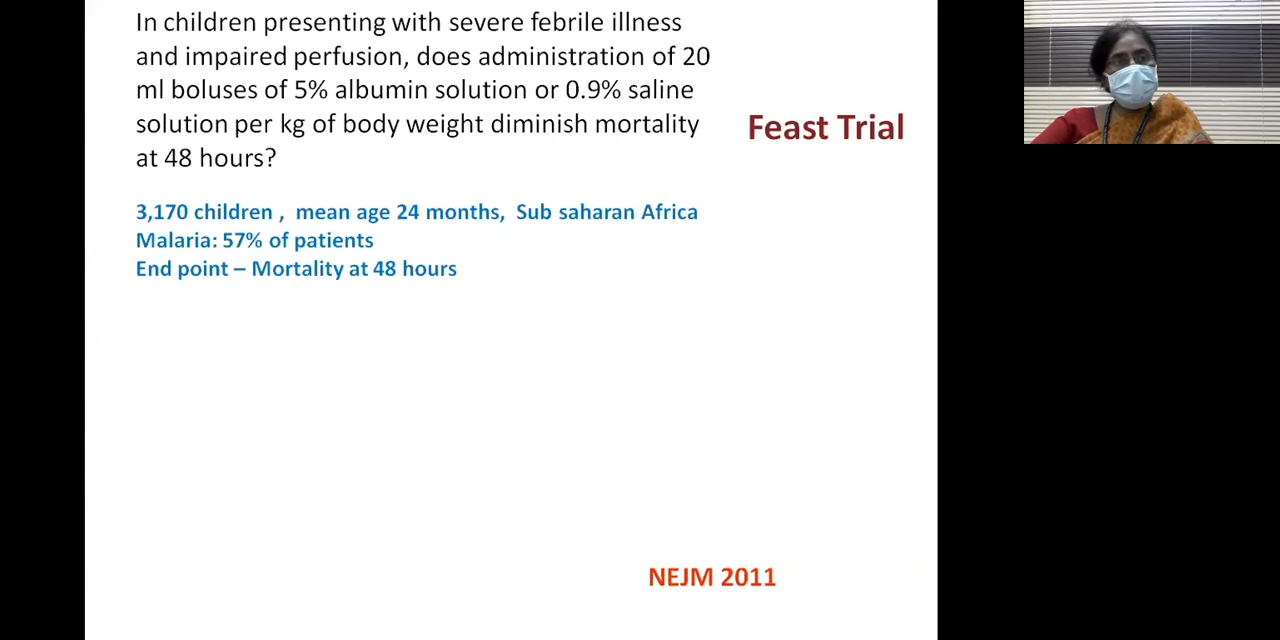 In children presenting with severe febrile illness
and impaired perfusion, does administration of 20
ml boluses of 5% albumin solution or 0.9% saline
solution per kg of body weight diminish mortality
at 48 hours?
Feast Trial
3,170 children , mean age 24 months, Sub saharan Africa
Malaria: 57% of patients
End point – Mortality at 48 hours
NEJM 2011